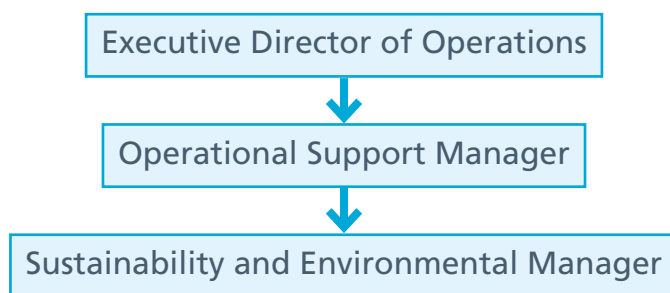 Executive Director of Operations
Operational Support Manager
Sustainability and Environmental Manager